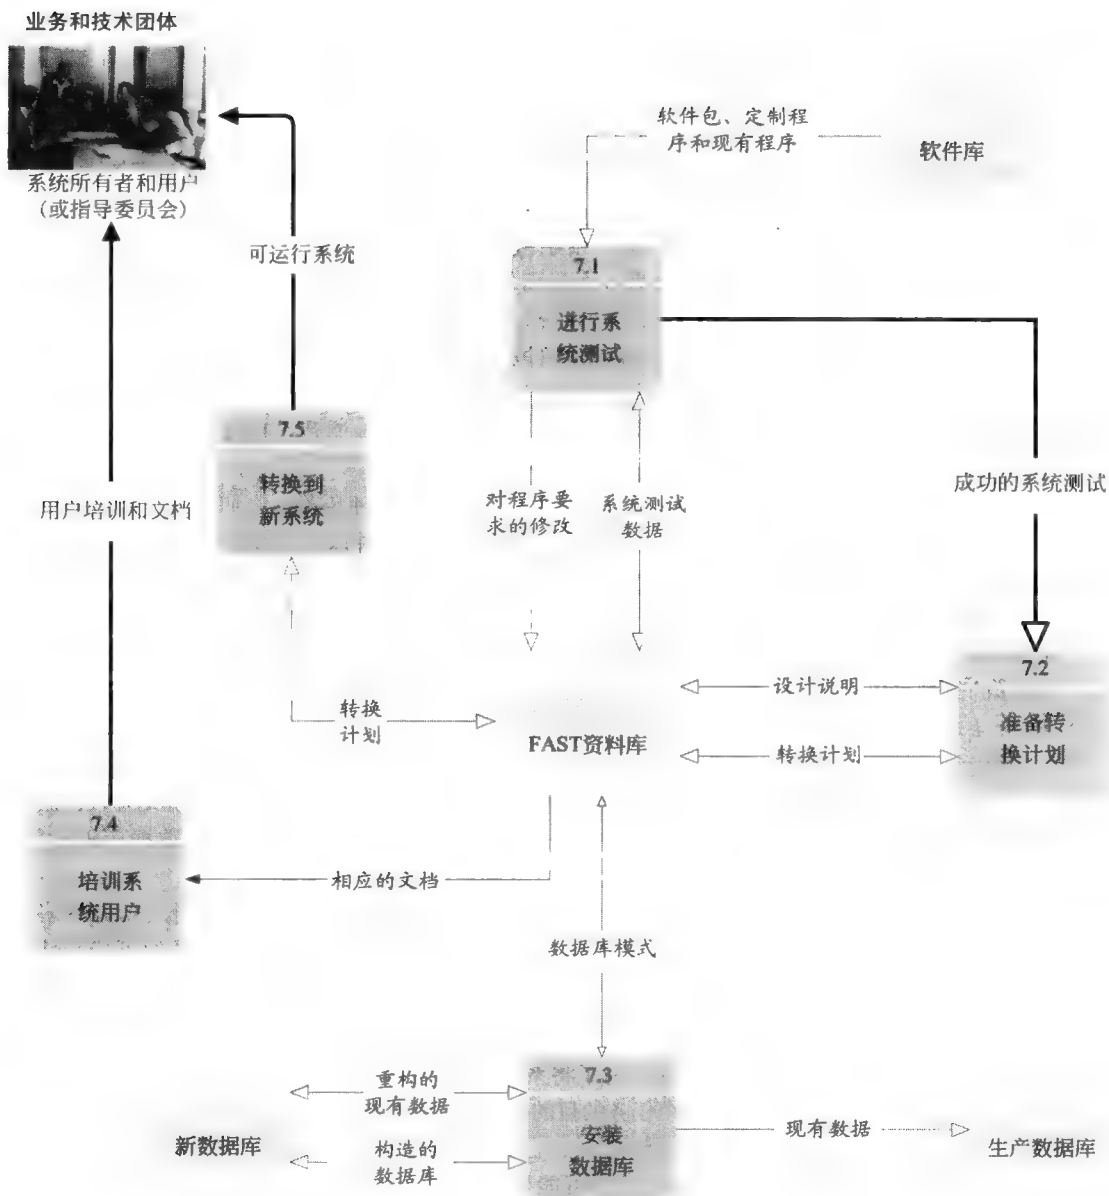 业务和技术团体
系统所有者和用户
（或指导委员会）
软件包、定制程
序和现有程序
软件库
可运行系统
7.1
进行系
统测试
7.5
转换到
新系统
用户培训和文档
对程序要
求的修改
系统测试
数据
成功的系统测试
7.2
准备转
换计划
设计说明
转换计划
转换
计划
FAST资料库
7.4
培训系
统用户
相应的文档
数据库模式
7.3
安装
数据库
重构的
现有数据
新数据库
构造的
数据库
现有数据
生产数据库